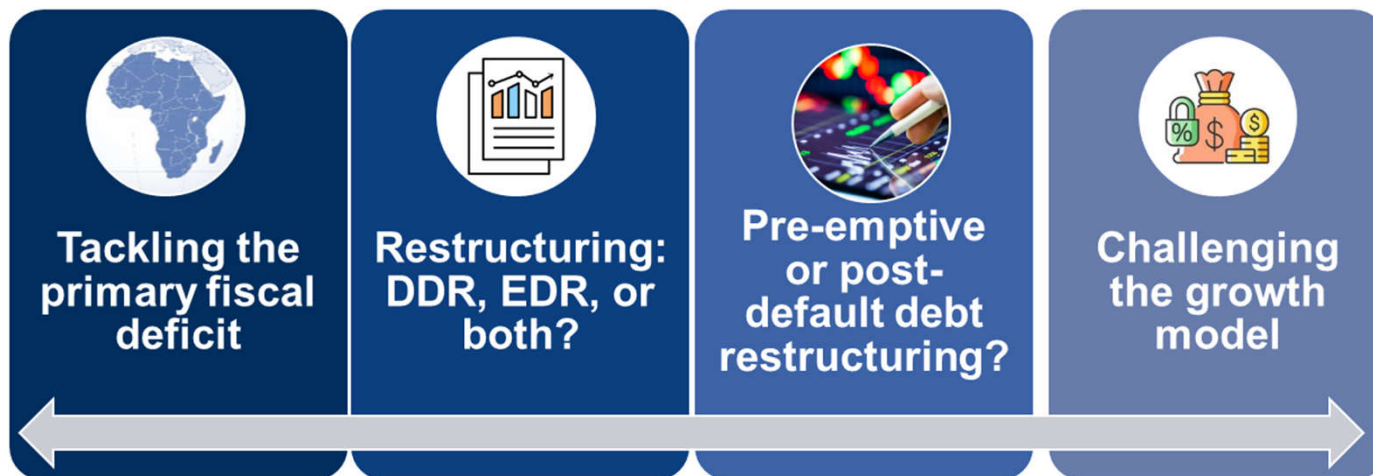 Tackling the
primary fiscal
deficit
Restructuring:
DDR, EDR, or
both?
Pre-emptive
or post-
default debt
restructuring?
Challenging
the growth
model
%
$
$